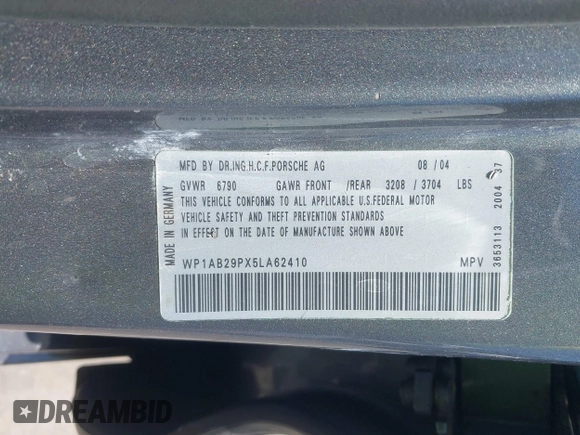 MFD BY DR.ING.H.C.F.PORSCHE AG 08 / 04
GVWR 6790 GAWR FRONT /REAR 3208 / 3704 LBS
THIS VEHICLE CONFORMS TO ALL APPLICABLE U.S.FEDERAL MOTOR
VEHICLE SAFETY AND THEFT PREVENTION STANDARDS
IN EFFECT ON THE DATE OF MANUFACTURE SHOWN ABOVE
WP1AB29PX5LA62410 MPV
MADE IN GERMANY
3653113 2004 37
DREAMBID